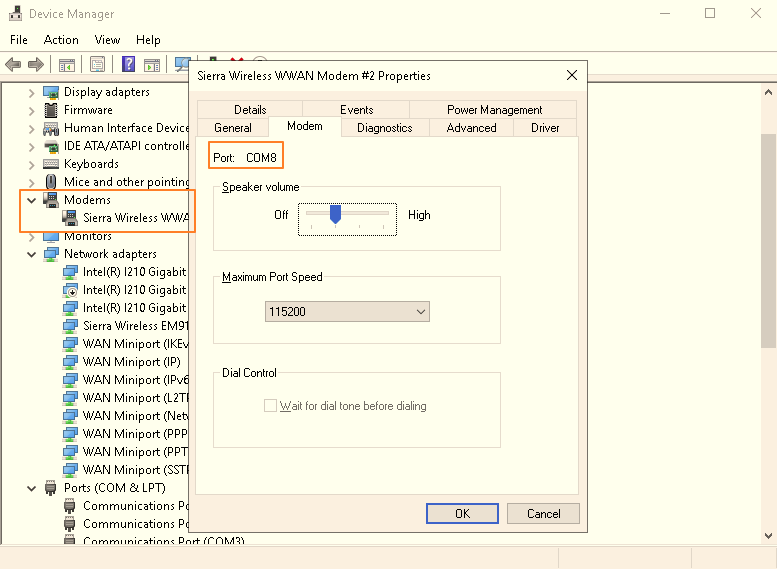 Device Manager
File Action View Help
Display adapters
Firmware
Human Interface Device
IDE ATA/ATAPI controlle
Keyboards
Mice and other pointing
Modems
Sierra Wireless WWA
Monitors
Network adapters
Intel(R) I210 Gigabit
Intel(R) I210 Gigabit
Intel(R) I210 Gigabit
Sierra Wireless EM91
WAN Miniport (IKEv
WAN Miniport (IP)
WAN Miniport (IPv6
WAN Miniport (L2TP
WAN Miniport (Net
WAN Miniport (PPP
WAN Miniport (PPT
WAN Miniport (SSTP
Ports (COM & LPT)
Communications Po
Communications Po
Communications Port (COM3)
Sierra Wireless WWAN Modem #2 Properties
Details Events Power Management
General Modem Diagnostics Advanced Driver
Port: COM8
Speaker volume
Off High
Maximum Port Speed
115200
Dial Control
Wait for dial tone before dialing
OK Cancel